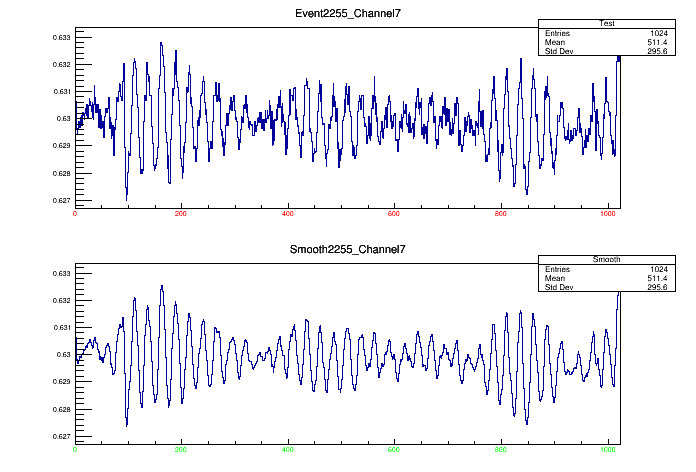 Event2255_Channel7
Test
Entries 1024
Mean 511.4
Std Dev 295.6
0.633
0.632
0.631
0.63
0.629
0.628
0.627
0 200 400 600 800 1000
Smooth2255_Channel7
Smooth
Entries 1024
Mean 511.4
Std Dev 295.6
0.633
0.632
0.631
0.63
0.629
0.628
0.627
0 200 400 600 800 1000